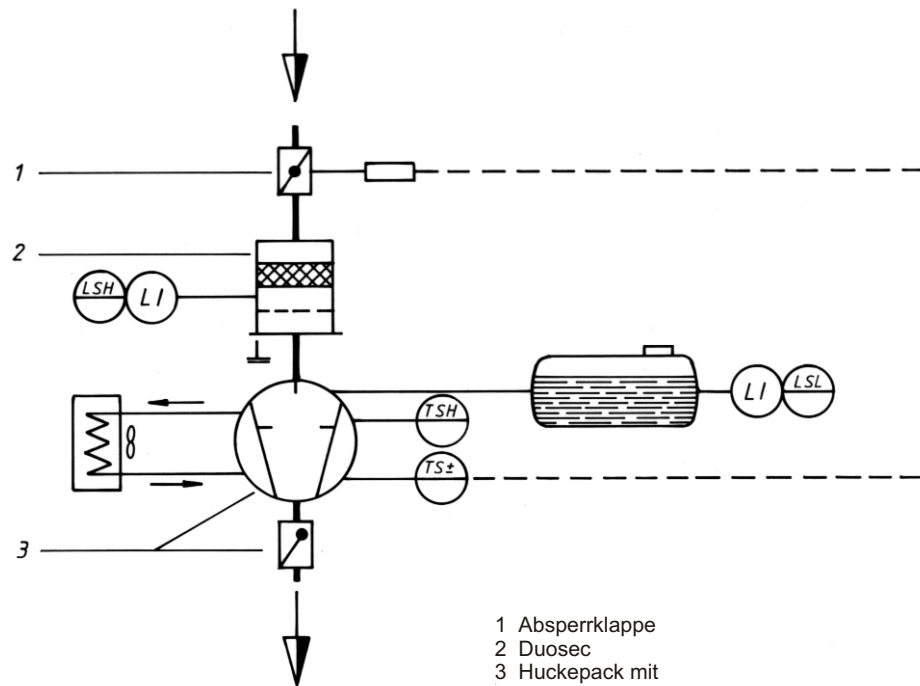 1
2
LSH LI
LI LSL
TSH
TS±
3
1 Absperrklappe
2 Duosec
3 Huckepack mit